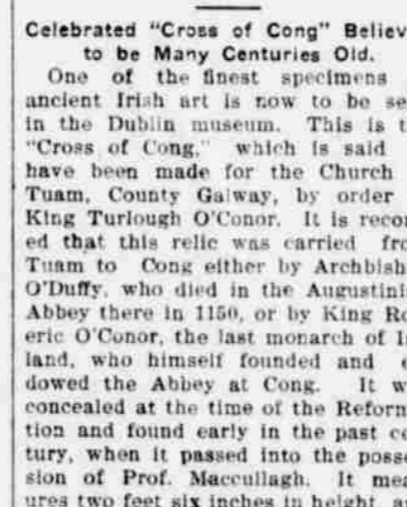 Celebrated "Cross of Cong" Believ
to be Many Centuries Old.
One of the finest specimens
ancient Irish art is now to be se
in the Dublin museum. This is t
"Cross of Cong," which is said
have been made for the Church
Tuam, County Galway, by order
King Turlough O'Conor. It is recor
ed that this relic was carried fro
Tuam to Cong either by Archbish
O'Duffy, who died in the Augustini
Abbey there in 1150, or by King Ro
eric O'Conor, the last monarch of I
land, who himself founded and e
dowed the Abbey at Cong. It w
concealed at the time of the Reform
tion and found early in the past ce
tury, when it passed into the posse
sion of Prof. Maccullagh. It mea
ures two feet six inches in height, a